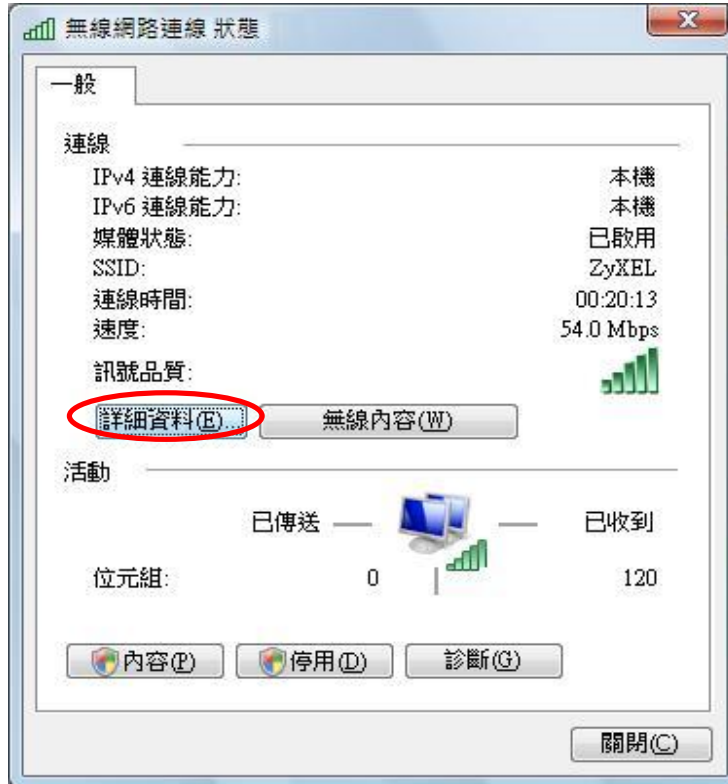 無線網路連線 狀態
一般
連線
IPv4 連線能力: 本機
IPv6 連線能力: 本機
媒體狀態: 已啟用
SSID: ZyXEL
連線時間: 00:20:13
速度: 54.0 Mbps
訊號品質:
詳細資料(E)... 無線內容(W)
活動
已傳送 已收到
位元組: 0 120
內容(P) 停用(D) 診斷(G)
關閉(C)